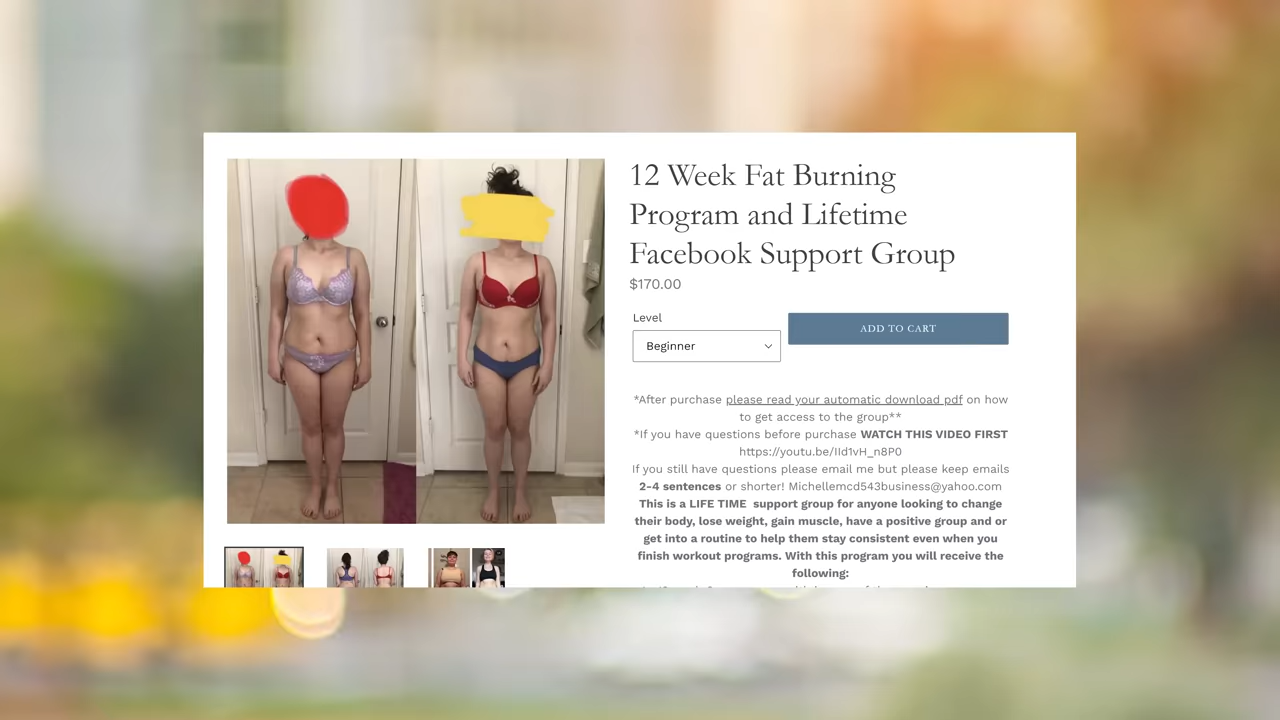 12 Week Fat Burning
Program and Lifetime
Facebook Support Group
$170.00
Level
Beginner
ADD TO CART
*After purchase please read your automatic download pdf on how
to get access to the group**
*If you have questions before purchase WATCH THIS VIDEO FIRST
https://youtu.be/IId1vH_n8P0
If you still have questions please email me but please keep emails
2-4 sentences or shorter! Michellemcd543business@yahoo.com
This is a LIFE TIME  support group for anyone looking to change
their body, lose weight, gain muscle, have a positive group and or
get into a routine to help them stay consistent even when you
finish workout programs. With this program you will receive the
following: